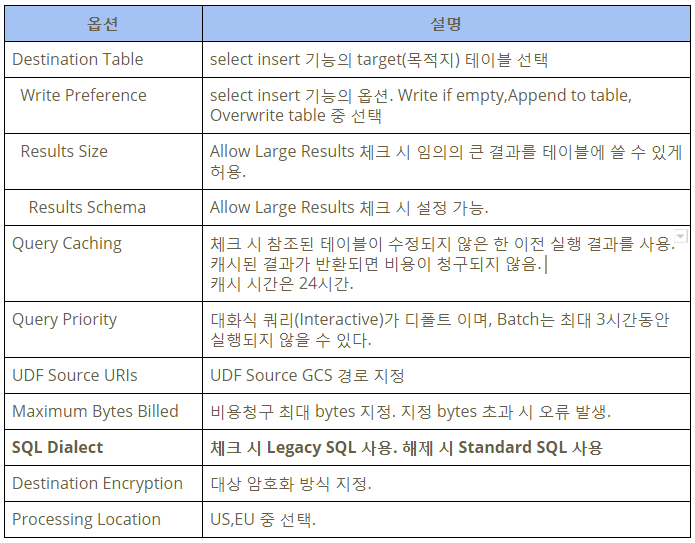 옵션 설명
Destination Table select insert 기능의 target(목적지) 테이블 선택
Write Preference select insert 기능의 옵션. Write if empty,Append to table,
Overwrite table 중 선택
Results Size Allow Large Results 체크 시 임의의 큰 결과를 테이블에 쓸 수 있게
허용.
Results Schema Allow Large Results 체크 시 설정 가능.
Query Caching 체크 시 참조된 테이블이 수정되지 않은 한 이전 실행 결과를 사용.
캐시된 결과가 반환되면 비용이 청구되지 않음.
캐시 시간은 24시간.
Query Priority 대화식 쿼리(Interactive)가 디폴트 이며, Batch는 최대 3시간동안
실행되지 않을 수 있다.
UDF Source URIs UDF Source GCS 경로 지정
Maximum Bytes Billed 비용청구 최대 bytes 지정. 지정 bytes 초과 시 오류 발생.
SQL Dialect 체크 시 Legacy SQL 사용. 해제 시 Standard SQL 사용
Destination Encryption 대상 암호화 방식 지정.
Processing Location US,EU 중 선택.